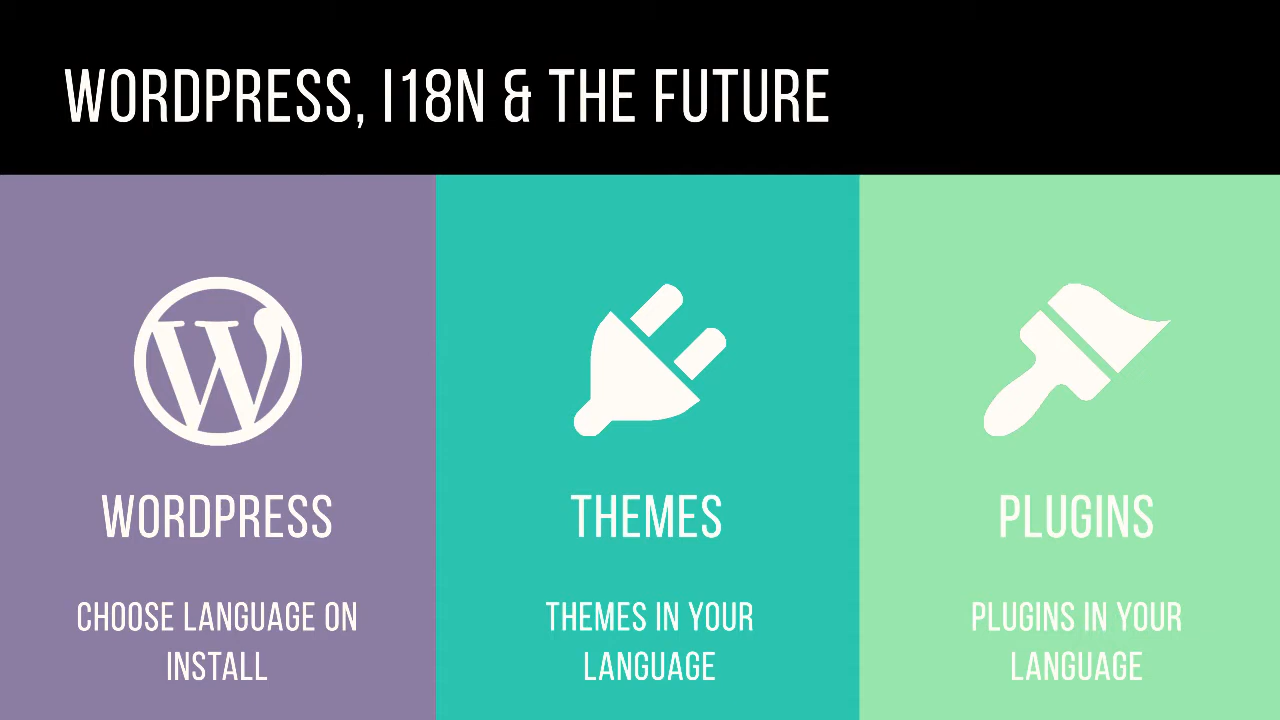 WORDPRESS, I18N & THE FUTURE
WORDPRESS
CHOOSE LANGUAGE ON
INSTALL
THEMES
THEMES IN YOUR
LANGUAGE
PLUGINS
PLUGINS IN YOUR
LANGUAGE